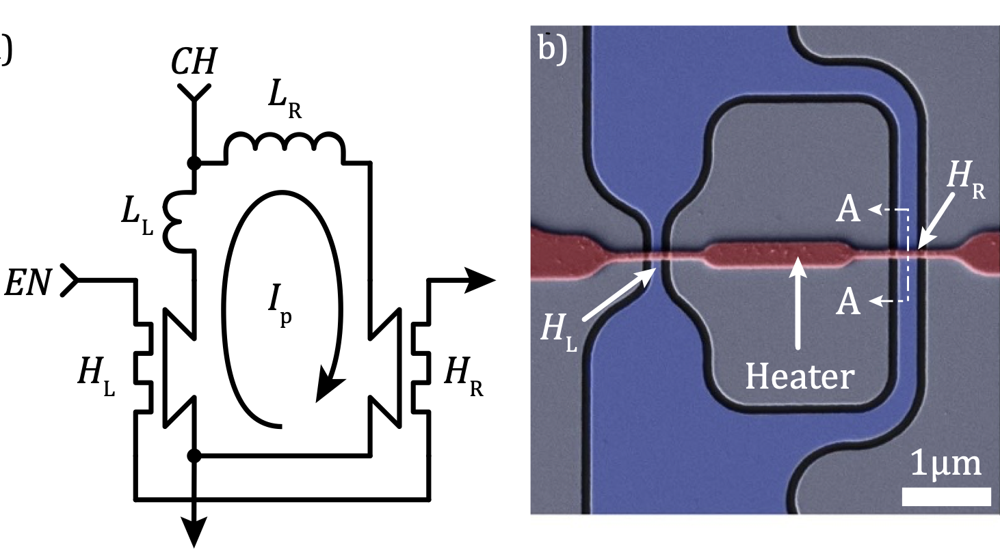 )
CH
L_R
L_L
EN
I_p
H_L
H_R
b)
H_R
A
A
H_L
Heater
1μm